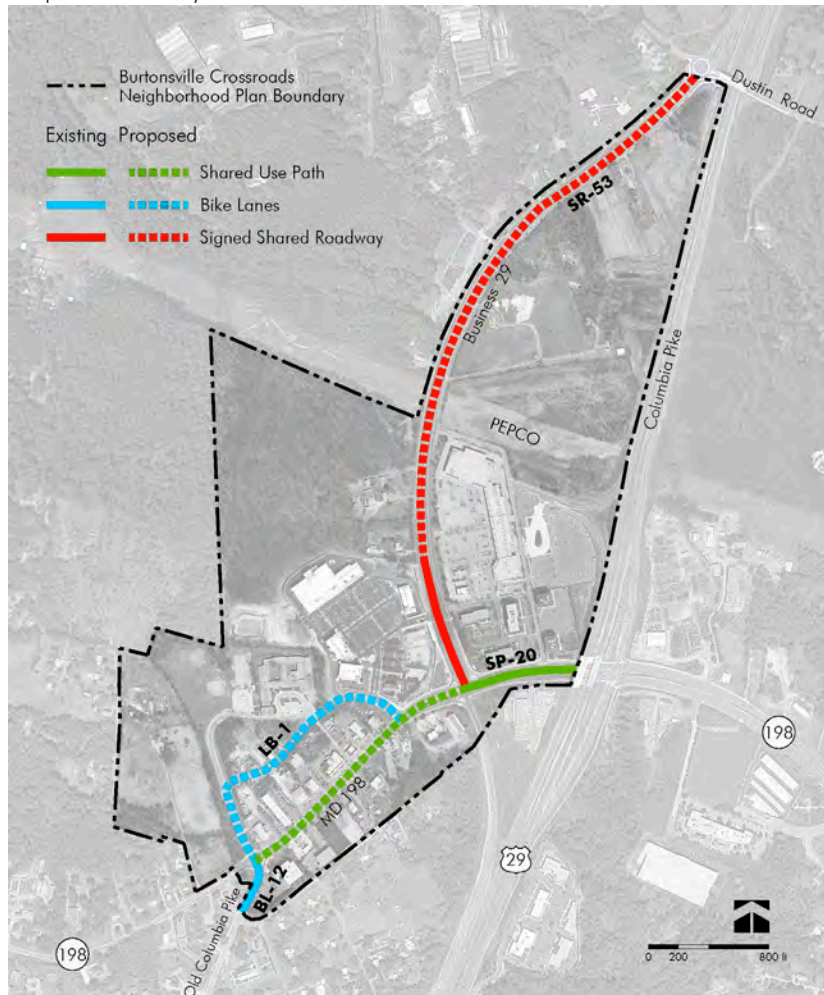 Burtonsville Crossroads
Neighborhood Plan Boundary
Existing Proposed
Shared Use Path
Bike Lanes
Signed Shared Roadway
Dustin Road
SR-53
Business 29
Columbia Pike
PEPCO
SP-20
LB-1
198
MD 198
29
BL-12
Old Columbia Pike
198
0 200 800